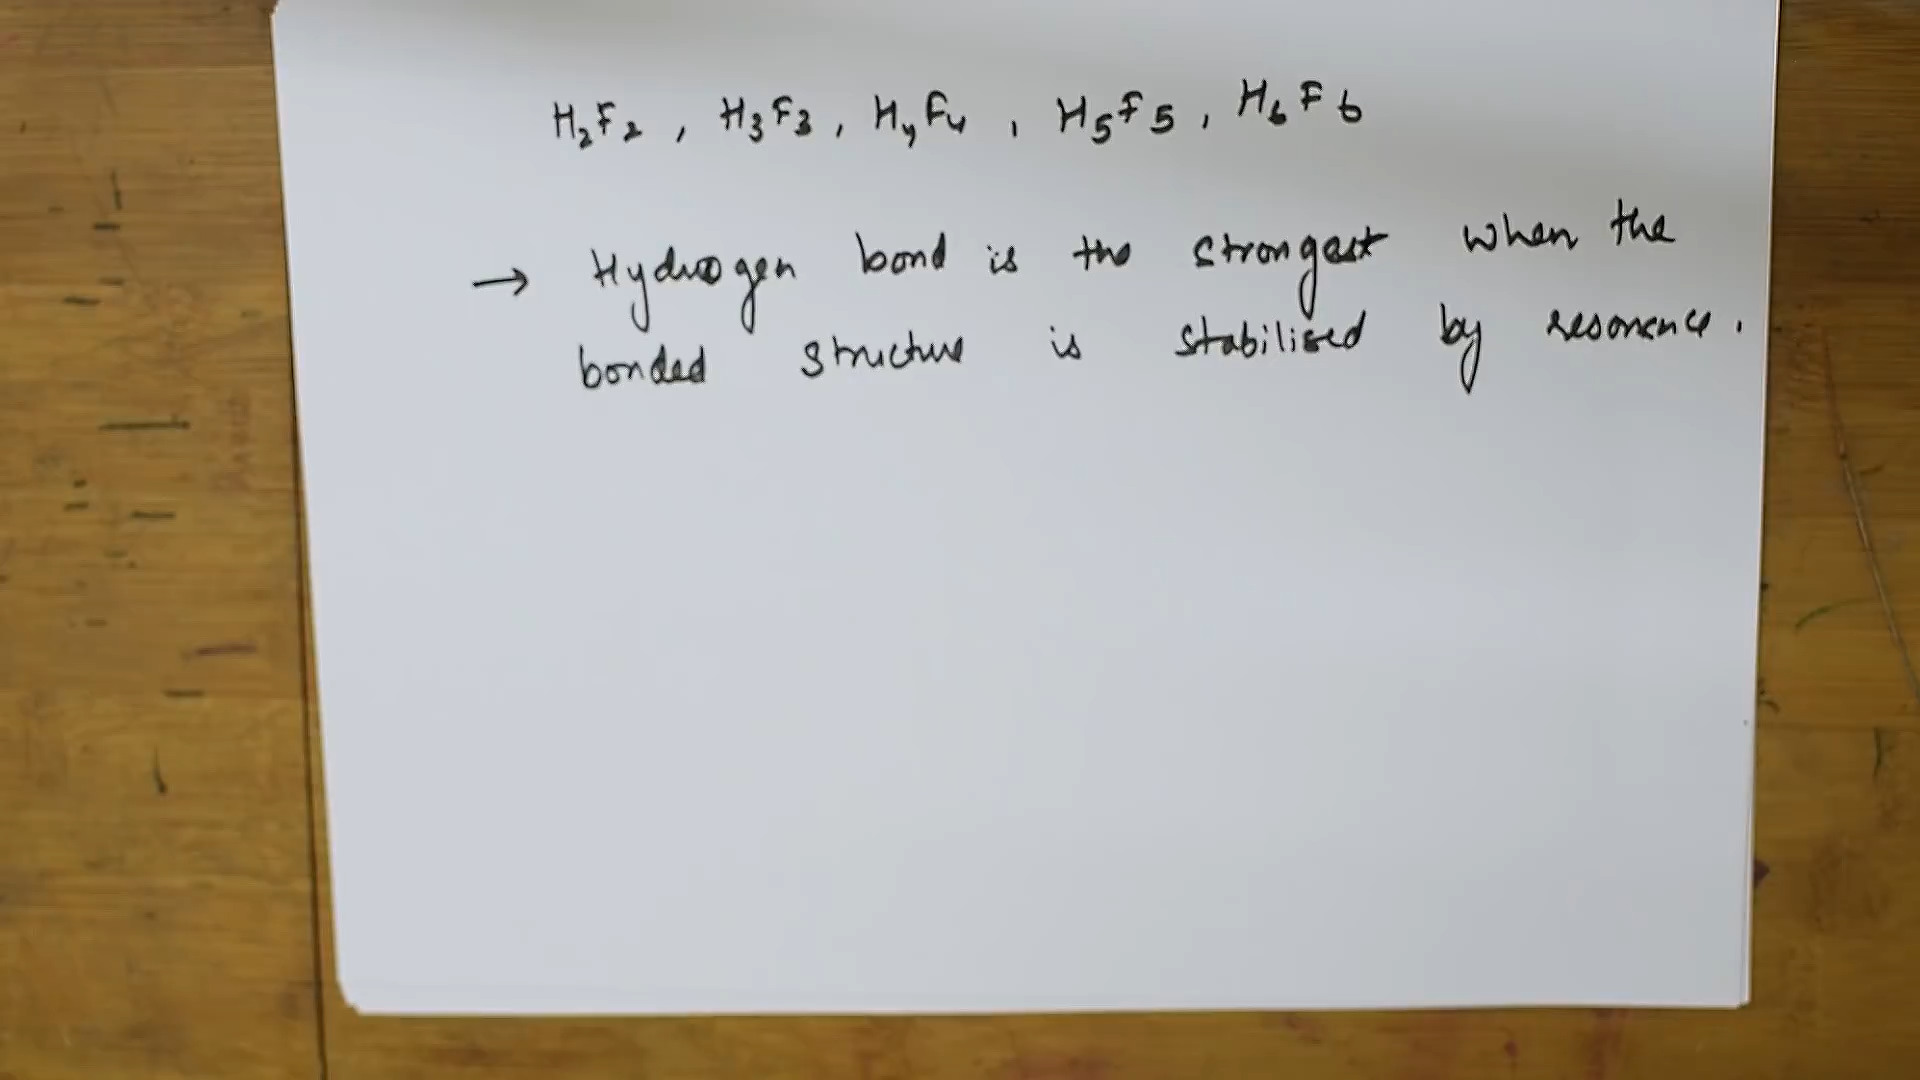 H₂F₂ , H₃F₃ , H₄F₄ , H₅F₅ , H₆F₆
→ Hydrogen bond is the strongest when the
bonded structure is stabilised by resonance.